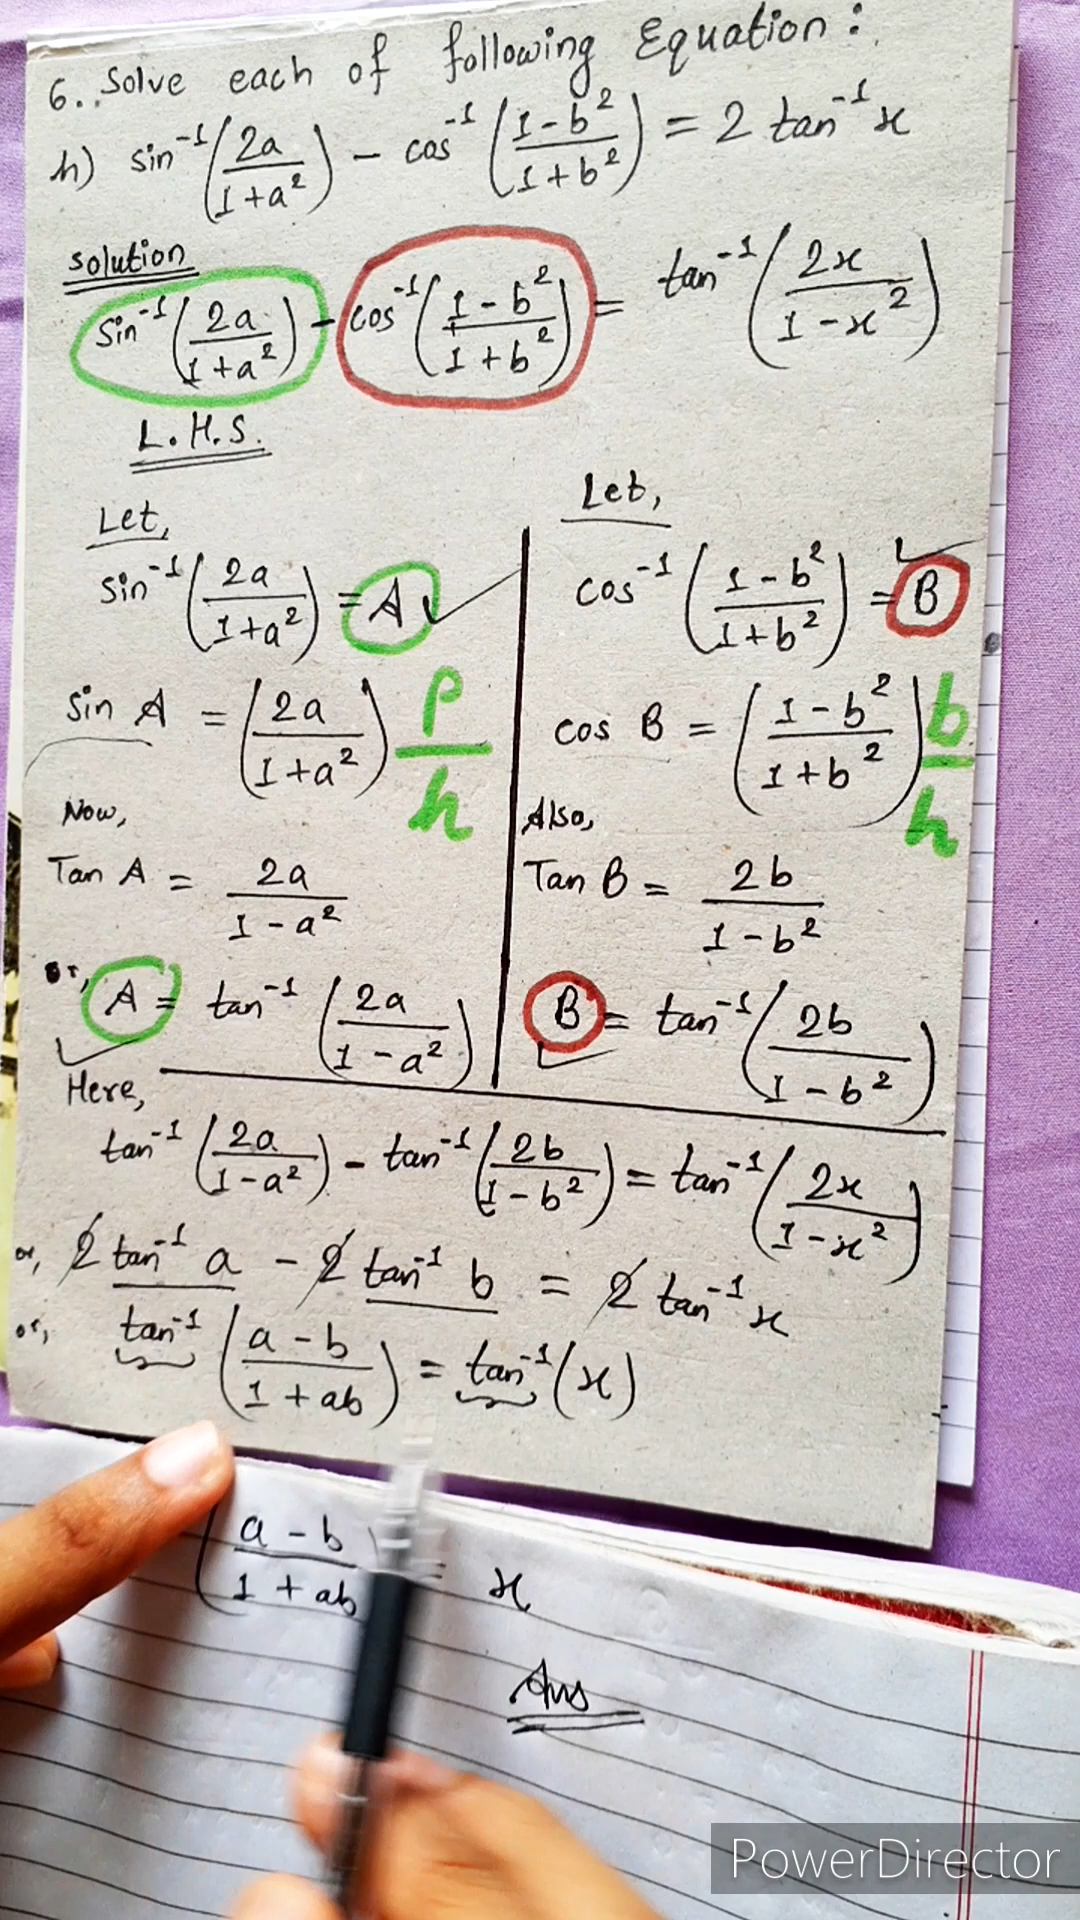 6. Solve each of following Equation:
h) sin⁻¹(2a/(1+a²)) – cos⁻¹((1-b²)/(1+b²)) = 2 tan⁻¹x
solution
Sin⁻¹(2a/(1+a²)) - cos⁻¹((1-b²)/(1+b²)) = tan⁻¹(2x/(1-x²))
L.H.S.
Let,
sin⁻¹(2a/(1+a²)) = A
sin A = (2a/(1+a²)) p/h
Now,
Tan A = 2a/(1-a²)
or, A = tan⁻¹(2a/(1-a²))
Let,
cos⁻¹((1-b²)/(1+b²)) = B
cos B = ((1-b²)/(1+b²)) b/h
Also,
Tan B = 2b/(1-b²)
B = tan⁻¹(2b/(1-b²))
Here,
tan⁻¹(2a/(1-a²)) - tan⁻¹(2b/(1-b²)) = tan⁻¹(2x/(1-x²))
or, 2 tan⁻¹ a - 2 tan⁻¹ b = 2 tan⁻¹ x
or, tan⁻¹((a-b)/(1+ab)) = tan⁻¹(x)
((a-b)/(1+ab)) = x
Ans
PowerDirector